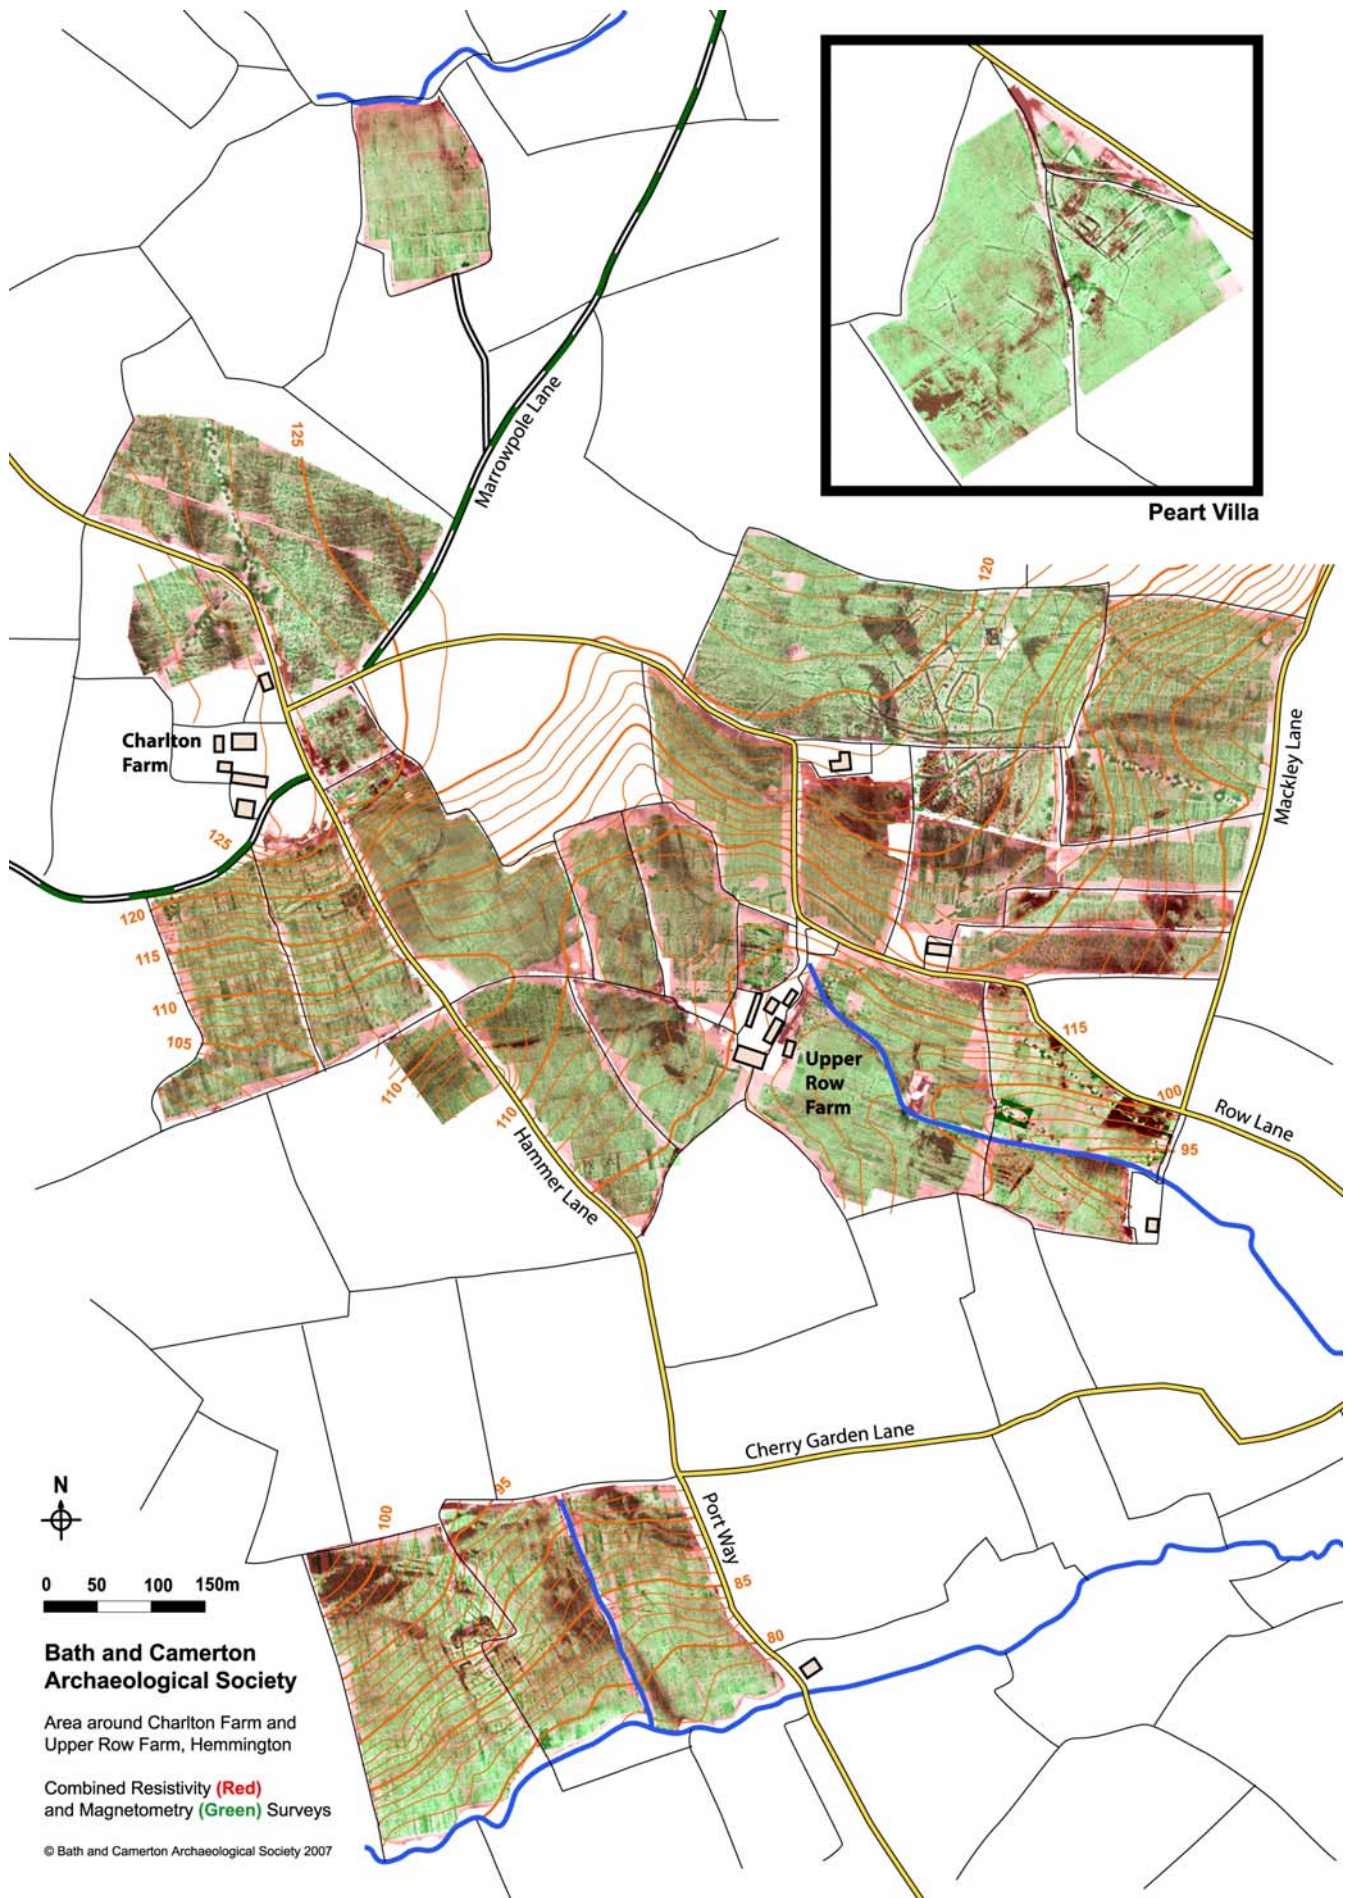 Peart Villa
125
Marrowpole Lane
120
Charlton
Farm
Mackley Lane
125
120
115
110
105
110
110
Hammer Lane
Upper
Row
Farm
115
100
Row Lane
95
Cherry Garden Lane
Port Way
95
100
85
80
N
0 50 100 150m
Bath and Camerton
Archaeological Society
Area around Charlton Farm and
Upper Row Farm, Hemmington
Combined Resistivity (Red)
and Magnetometry (Green) Surveys
© Bath and Camerton Archaeological Society 2007